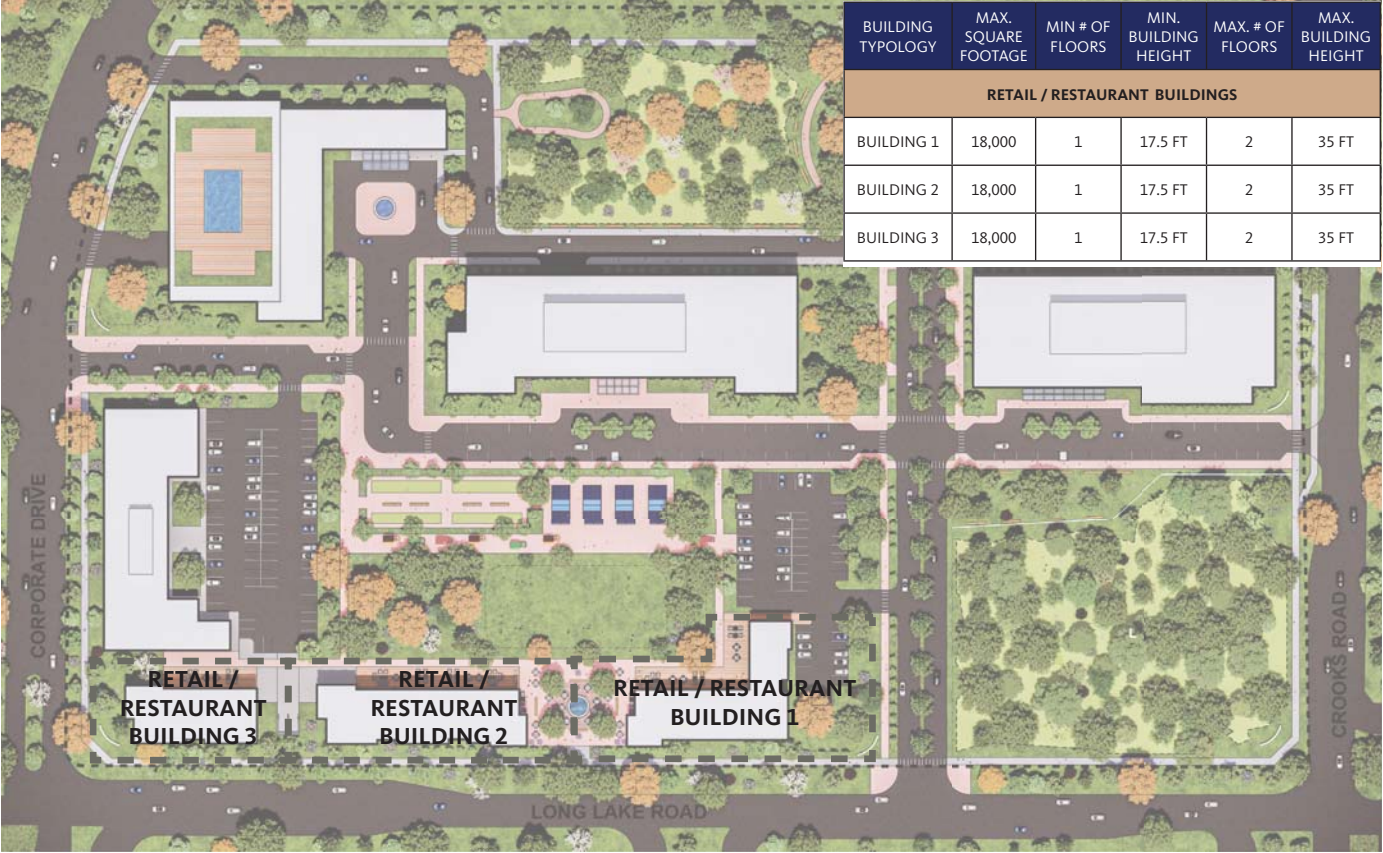 BUILDING TYPOLOGY
MAX. SQUARE FOOTAGE
MIN # OF FLOORS
MIN. BUILDING HEIGHT
MAX. # OF FLOORS
MAX. BUILDING HEIGHT
RETAIL / RESTAURANT BUILDINGS
BUILDING 1 18,000 1 17.5 FT 2 35 FT
BUILDING 2 18,000 1 17.5 FT 2 35 FT
BUILDING 3 18,000 1 17.5 FT 2 35 FT
CORPORATE DRIVE
CROOKS ROAD
RETAIL /
RESTAURANT
BUILDING 3
RETAIL /
RESTAURANT
BUILDING 2
RETAIL / RESTAURANT
BUILDING 1
LONG LAKE ROAD